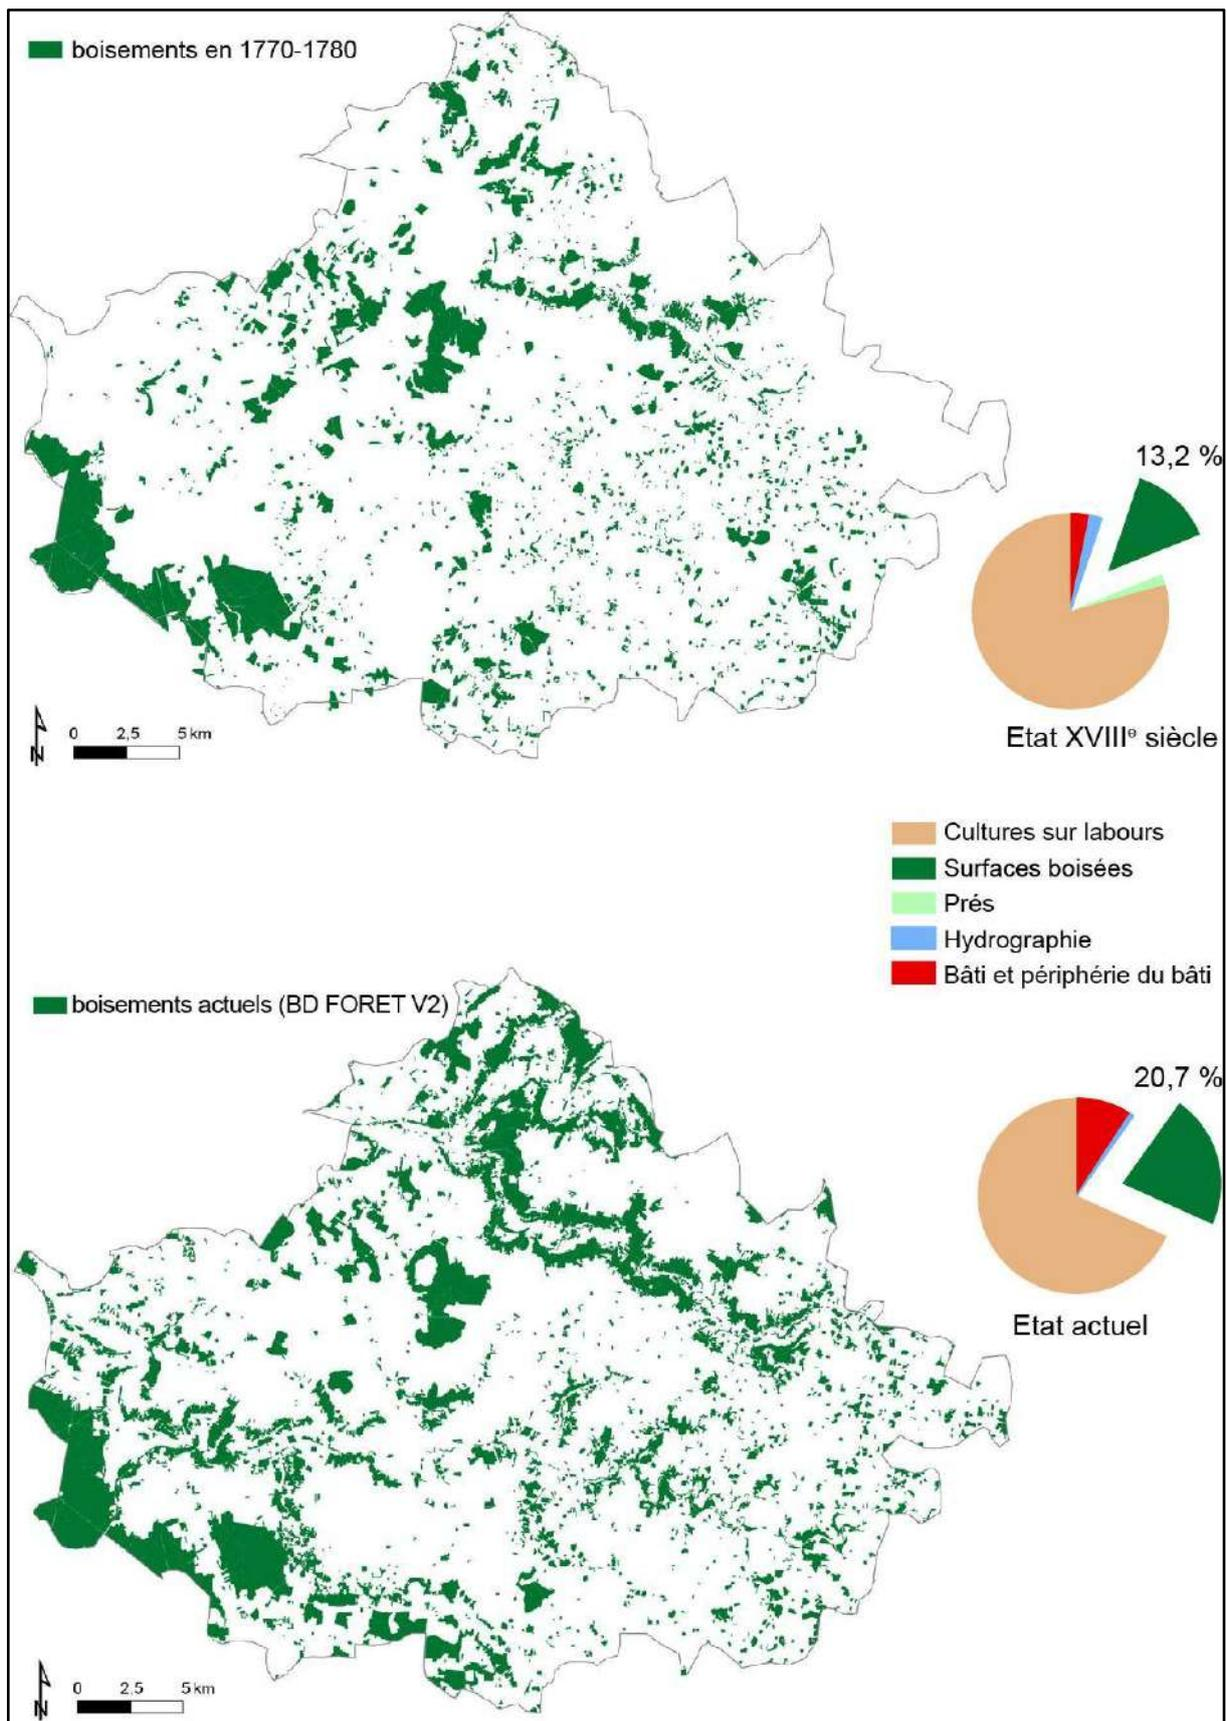 boisements en 1770-1780
13,2 %
Etat XVIIIᵉ siècle
N
0 2,5 5 km
Cultures sur labours
Surfaces boisées
Prés
Hydrographie
Bâti et périphérie du bâti
boisements actuels (BD FORET V2)
20,7 %
Etat actuel
N
0 2,5 5 km